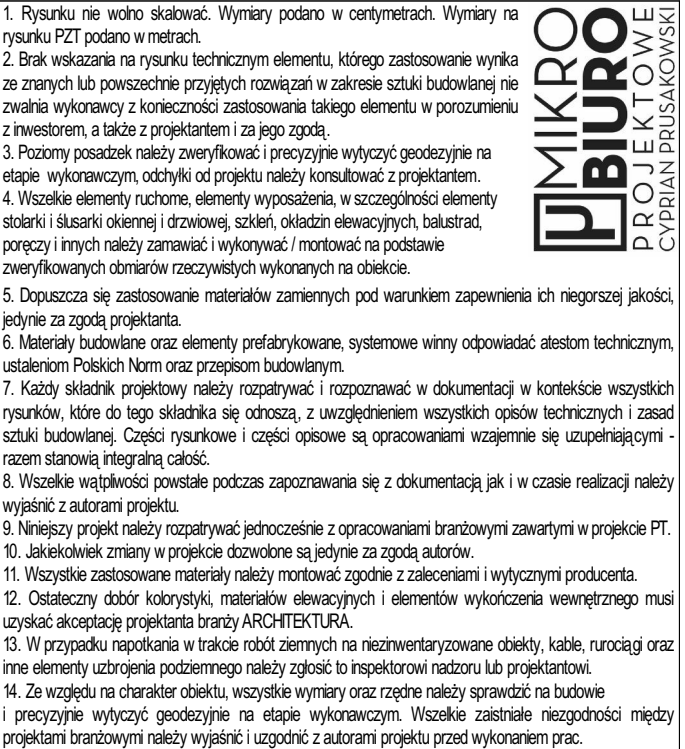 1. Rysunku nie wolno skalować. Wymiary podano w centymetrach. Wymiary na
rysunku PZT podano w metrach.
2. Brak wskazania na rysunku technicznym elementu, którego zastosowanie wynika
ze znanych lub powszechnie przyjętych rozwiązań w zakresie sztuki budowlanej nie
zwalnia wykonawcy z konieczności zastosowania takiego elementu w porozumieniu
z inwestorem, a także z projektantem i za jego zgodą.
3. Poziomy posadzek należy zweryfikować i precyzyjnie wytyczyć geodezyjnie na
etapie wykonawczym, odchyłki od projektu należy konsultować z projektantem.
4. Wszelkie elementy ruchome, elementy wyposażenia, w szczególności elementy
stolarki i ślusarki okiennej i drzwiowej, szkleń, okładzin elewacyjnych, balustrad,
poręczy i innych należy zamawiać i wykonywać / montować na podstawie
zweryfikowanych obmiarów rzeczywistych wykonanych na obiekcie.
µ MIKRO
BIURO
PROJEKTOWE
CYPRIAN PRUSAKOWSKI
5. Dopuszcza się zastosowanie materiałów zamiennych pod warunkiem zapewnienia ich niegorszej jakości,
jedynie za zgodą projektanta.
6. Materiały budowlane oraz elementy prefabrykowane, systemowe winny odpowiadać atestom technicznym,
ustaleniom Polskich Norm oraz przepisom budowlanym.
7. Każdy składnik projektowy należy rozpatrywać i rozpoznawać w dokumentacji w kontekście wszystkich
rysunków, które do tego składnika się odnoszą, z uwzględnieniem wszystkich opisów technicznych i zasad
sztuki budowlanej. Części rysunkowe i części opisowe są opracowaniami wzajemnie się uzupełniającymi -
razem stanowią integralną całość.
8. Wszelkie wątpliwości powstałe podczas zapoznawania się z dokumentacją jak i w czasie realizacji należy
wyjaśnić z autorami projektu.
9. Niniejszy projekt należy rozpatrywać jednocześnie z opracowaniami branżowymi zawartymi w projekcie PT.
10. Jakiekolwiek zmiany w projekcie dozwolone są jedynie za zgodą autorów.
11. Wszystkie zastosowane materiały należy montować zgodnie z zaleceniami i wytycznymi producenta.
12. Ostateczny dobór kolorystyki, materiałów elewacyjnych i elementów wykończenia wewnętrznego musi
uzyskać akceptację projektanta branży ARCHITEKTURA.
13. W przypadku napotkania w trakcie robót ziemnych na niezinwentaryzowane obiekty, kable, rurociągi oraz
inne elementy uzbrojenia podziemnego należy zgłosić to inspektorowi nadzoru lub projektantowi.
14. Ze względu na charakter obiektu, wszystkie wymiary oraz rzędne należy sprawdzić na budowie
i precyzyjnie wytyczyć geodezyjnie na etapie wykonawczym. Wszelkie zaistniałe niezgodności między
projektami branżowymi należy wyjaśnić i uzgodnić z autorami projektu przed wykonaniem prac.